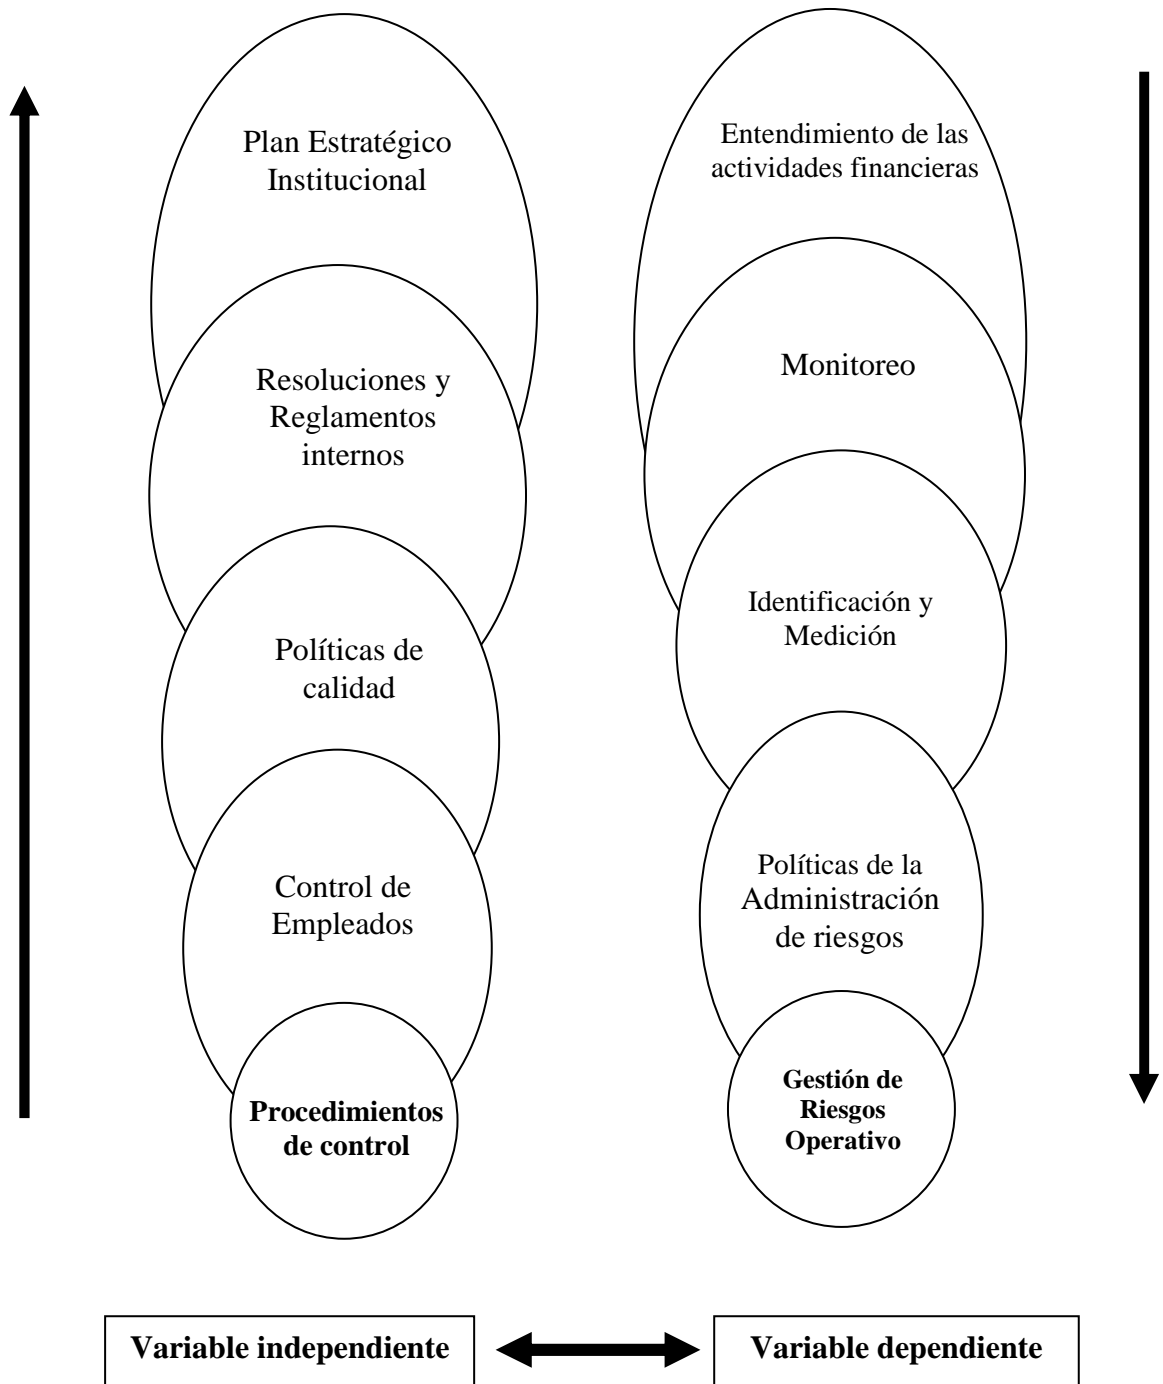 Plan Estratégico
Institucional
Resoluciones y
Reglamentos
internos
Políticas de
calidad
Control de
Empleados
Procedimientos
de control
Entendimiento de las
actividades financieras
Monitoreo
Identificación y
Medición
Políticas de la
Administración
de riesgos
Gestión de
Riesgos
Operativo
Variable independiente
Variable dependiente